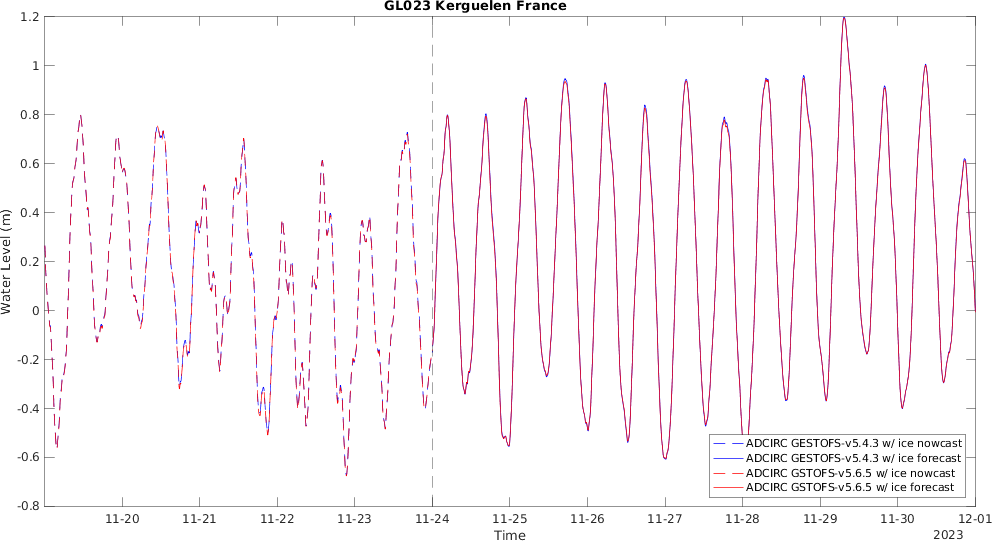 GL023 Kerguelen France
1.2
1
0.8
0.6
0.4
0.2
0
-0.2
-0.4
-0.6
-0.8
Water Level (m)
ADCIRC GESTOFS-v5.4.3 w/ ice nowcast
ADCIRC GESTOFS-v5.4.3 w/ ice forecast
ADCIRC GSTOFS-v5.6.5 w/ ice nowcast
ADCIRC GSTOFS-v5.6.5 w/ ice forecast
11-20 11-21 11-22 11-23 11-24 11-25 11-26 11-27 11-28 11-29 11-30 12-01
Time
2023